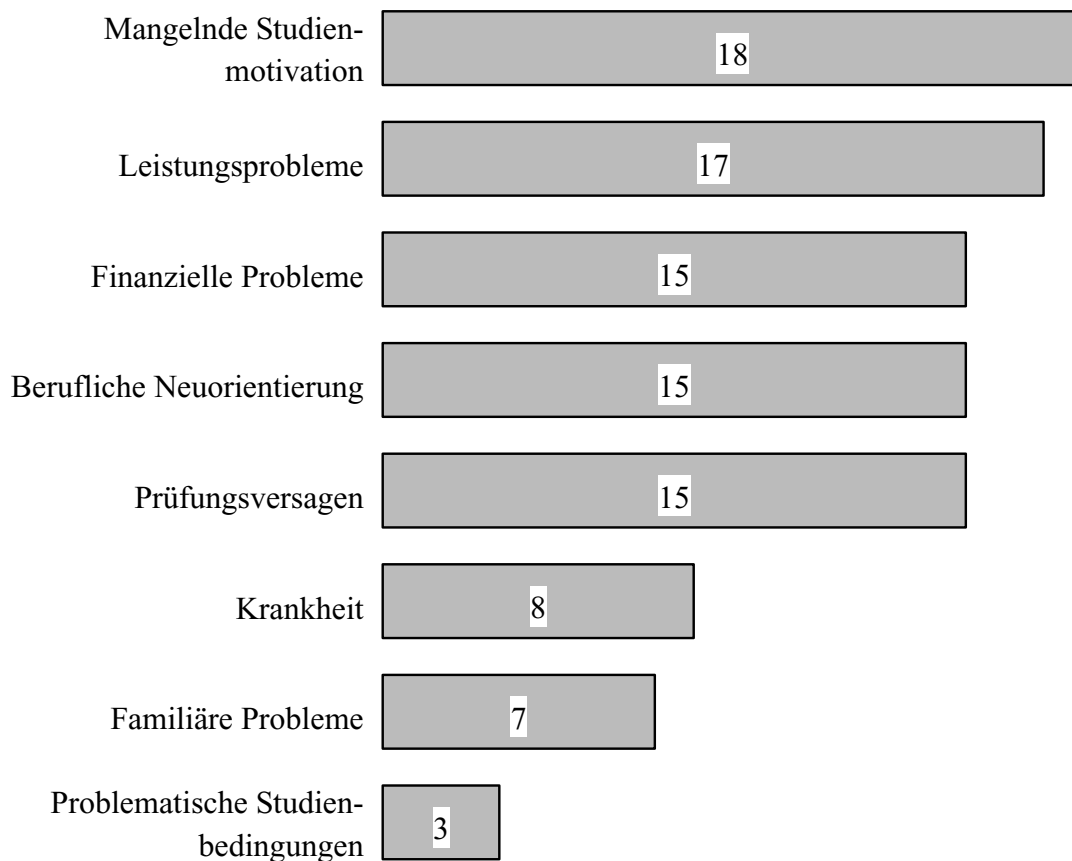 Mangelnde Studien-
motivation
18
Leistungsprobleme
17
Finanzielle Probleme
15
Berufliche Neuorientierung
15
Prüfungsversagen
15
Krankheit
8
Familiäre Probleme
7
Problematische Studien-
bedingungen
3